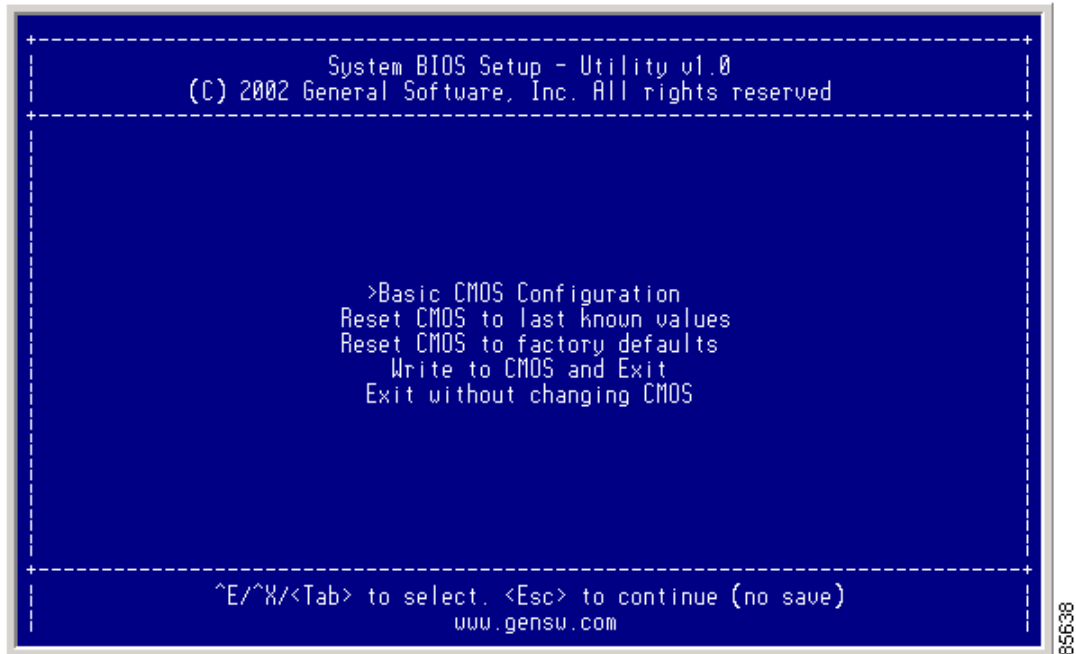 System BIOS Setup - Utility v1.0
(C) 2002 General Software, Inc. All rights reserved
>Basic CMOS Configuration
Reset CMOS to last known values
Reset CMOS to factory defaults
Write to CMOS and Exit
Exit without changing CMOS
^E/^X/<Tab> to select. <Esc> to continue (no save)
www.gensw.com
85638